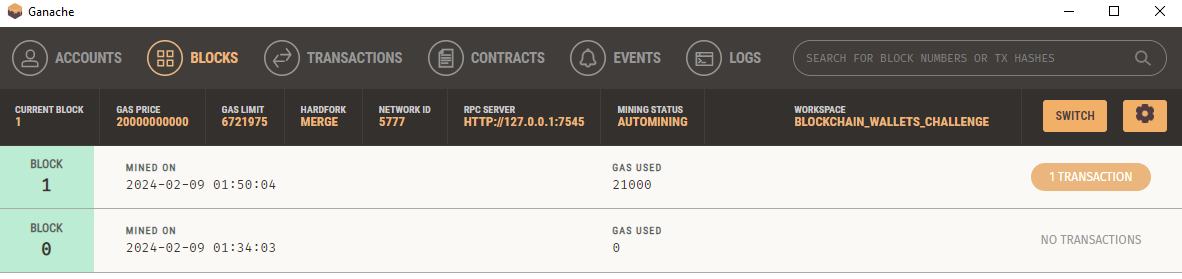 Ganache
ACCOUNTS BLOCKS TRANSACTIONS CONTRACTS EVENTS LOGS SEARCH FOR BLOCK NUMBERS OR TX HASHES
CURRENT BLOCK GAS PRICE GAS LIMIT HARDFORK NETWORK ID RPC SERVER MINING STATUS WORKSPACE
1 20000000000 6721975 MERGE 5777 HTTP://127.0.0.1:7545 AUTOMINING BLOCKCHAIN_WALLETS_CHALLENGE SWITCH
BLOCK MINED ON GAS USED
1 2024-02-09 01:50:04 21000 1 TRANSACTION
BLOCK MINED ON GAS USED
0 2024-02-09 01:34:03 0 NO TRANSACTIONS